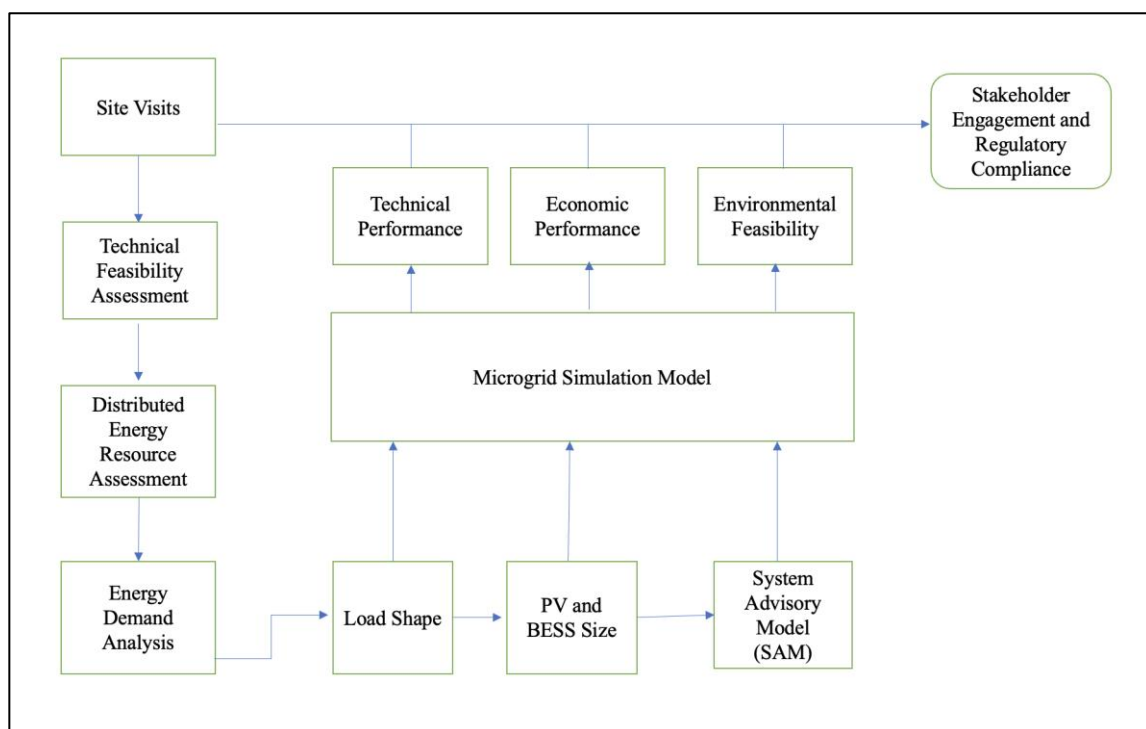 Site Visits
Stakeholder
Engagement and
Regulatory
Compliance
Technical
Performance
Economic
Performance
Environmental
Feasibility
Technical
Feasibility
Assessment
Microgrid Simulation Model
Distributed
Energy
Resource
Assessment
Energy
Demand
Analysis
Load Shape
PV and
BESS Size
System
Advisory
Model
(SAM)